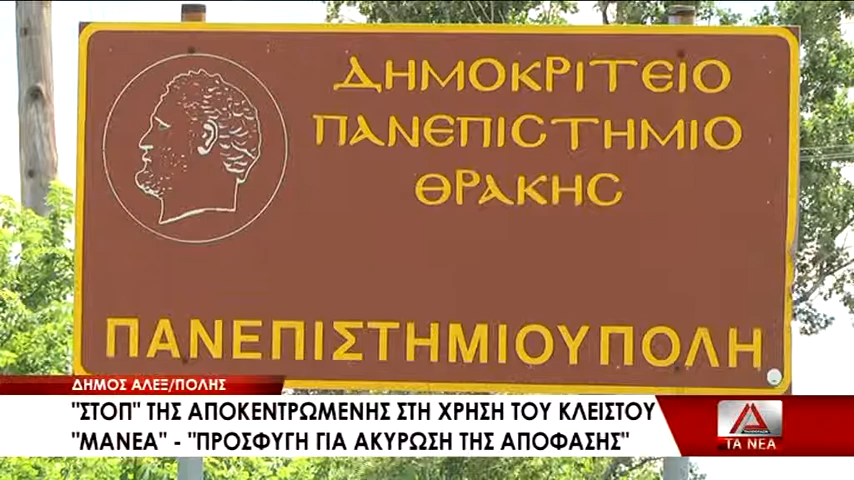 ΔΗΜΟΚΡΙΤΕΙΟ
ΠΑΝΕΠΙΣΤΗΜΙΟ
ΘΡΑΚΗΣ
ΠΑΝΕΠΙΣΤΗΜΙΟΥΠΟΛΗ
ΔΗΜΟΣ ΑΛΕΞ/ΠΟΛΗΣ
"ΣΤΟΠ" ΤΗΣ ΑΠΟΚΕΝΤΡΩΜΕΝΗΣ ΣΤΗ ΧΡΗΣΗ ΤΟΥ ΚΛΕΙΣΤΟΥ
"ΜΑΝΕΑ" - "ΠΡΟΣΦΥΓΗ ΓΙΑ ΑΚΥΡΩΣΗ ΤΗΣ ΑΠΟΦΑΣΗΣ"
ΤΑ ΝΕΑ